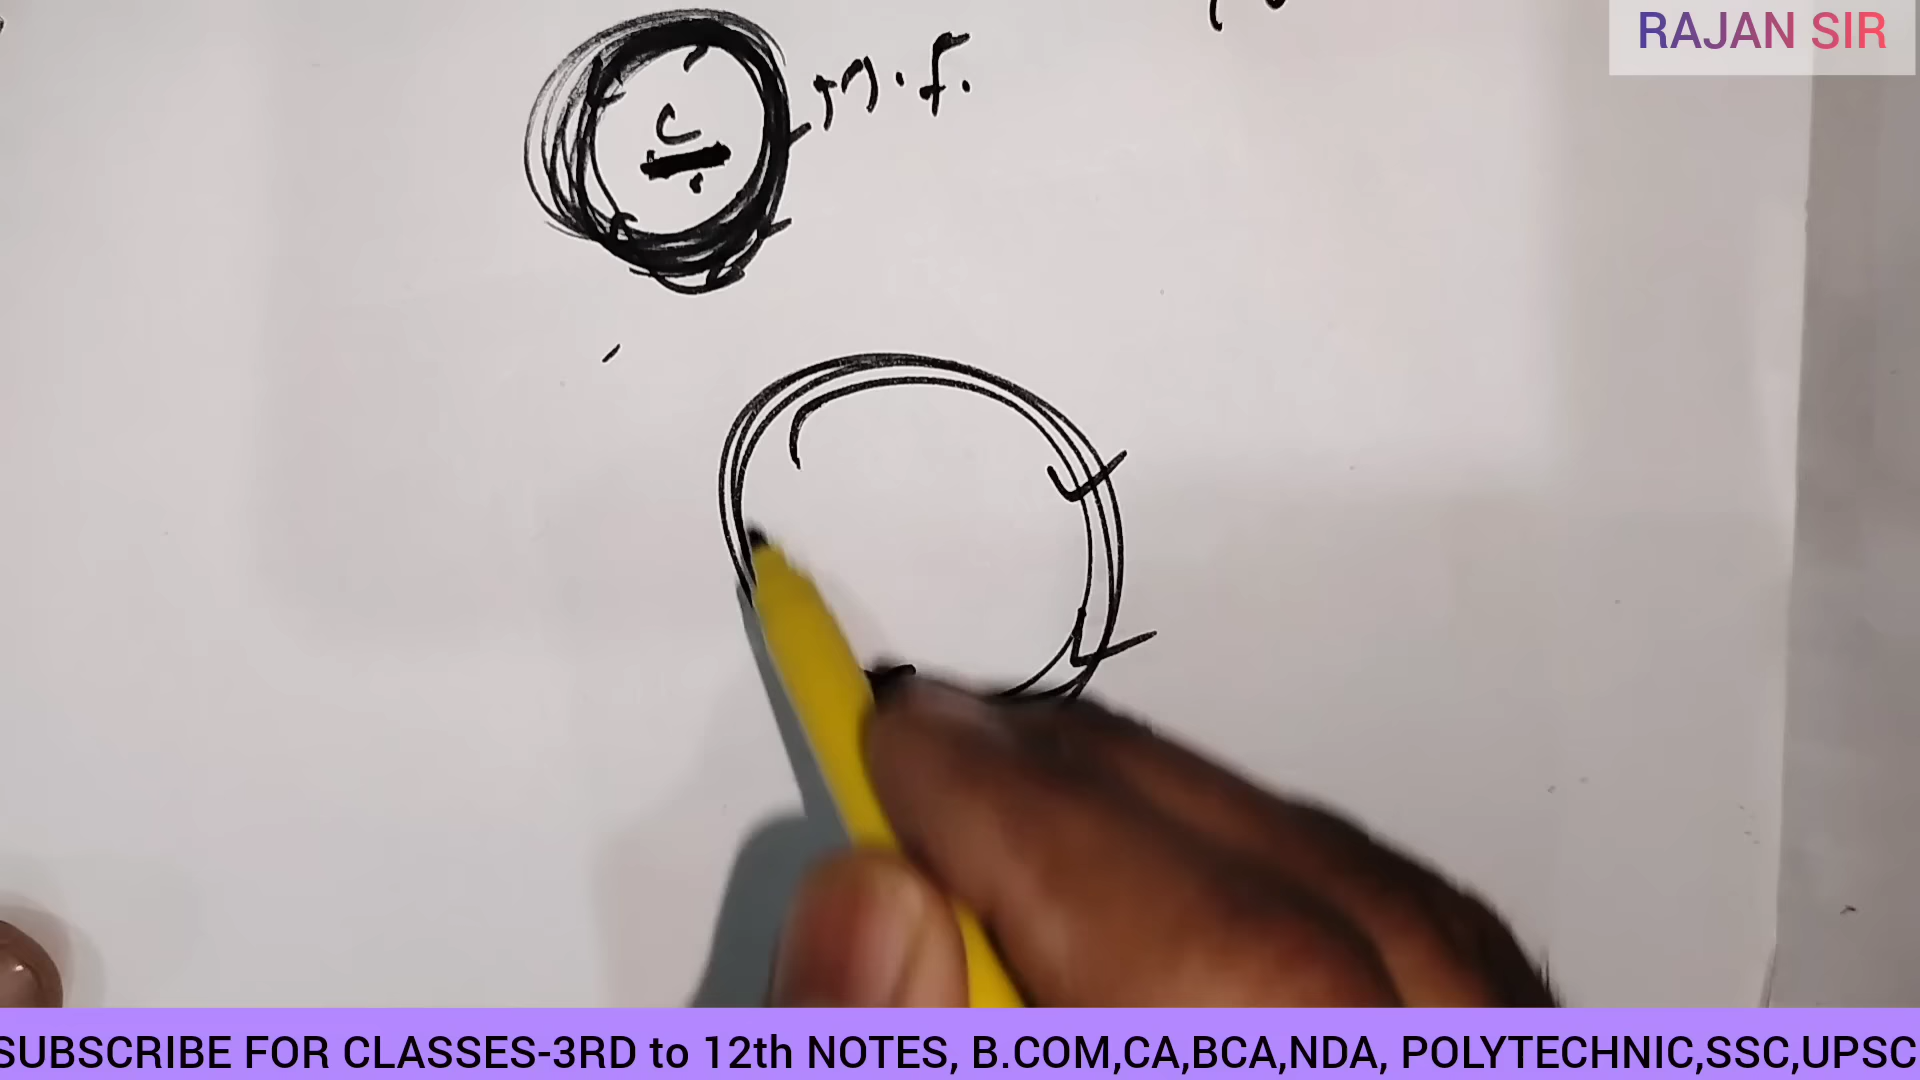 RAJAN SIR
C
M.F.
SUBSCRIBE FOR CLASSES-3RD to 12th NOTES, B.COM,CA,BCA,NDA, POLYTECHNIC,SSC,UPSC